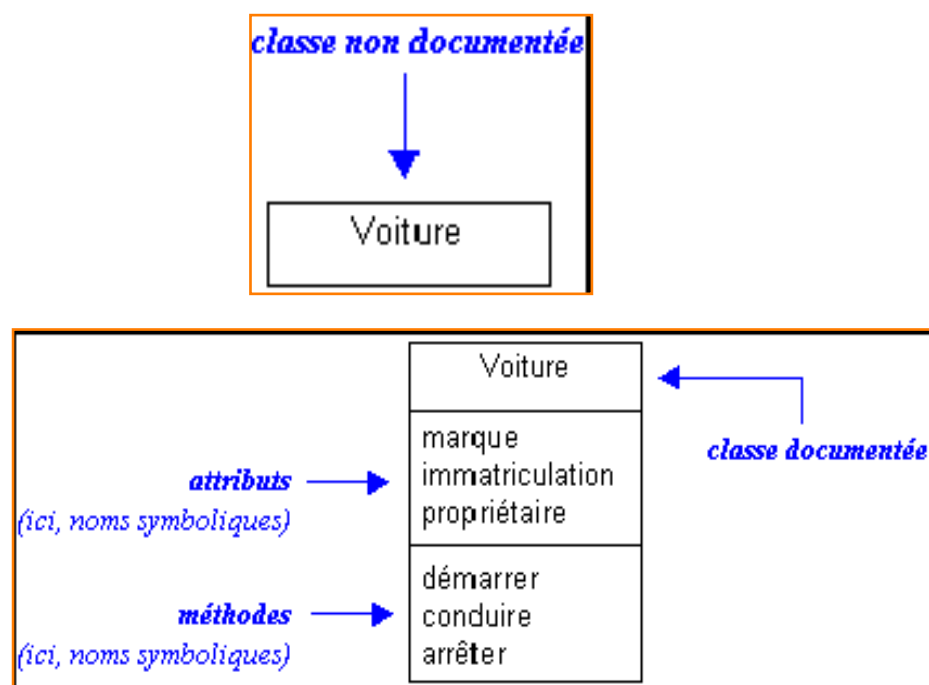 classe non documentée
Voiture
Voiture
classe documentée
marque
immatriculation
propriétaire
attributs
(ici, noms symboliques)
démarrer
conduire
arrêter
méthodes
(ici, noms symboliques)